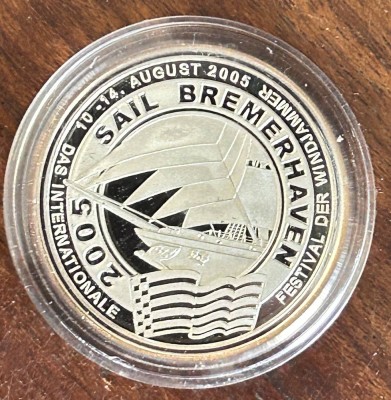 10.-14. AUGUST 2005
DAS INTERNATIONALE
FESTIVAL DER WINDJAMMER
SAIL BREMERHAVEN
2005